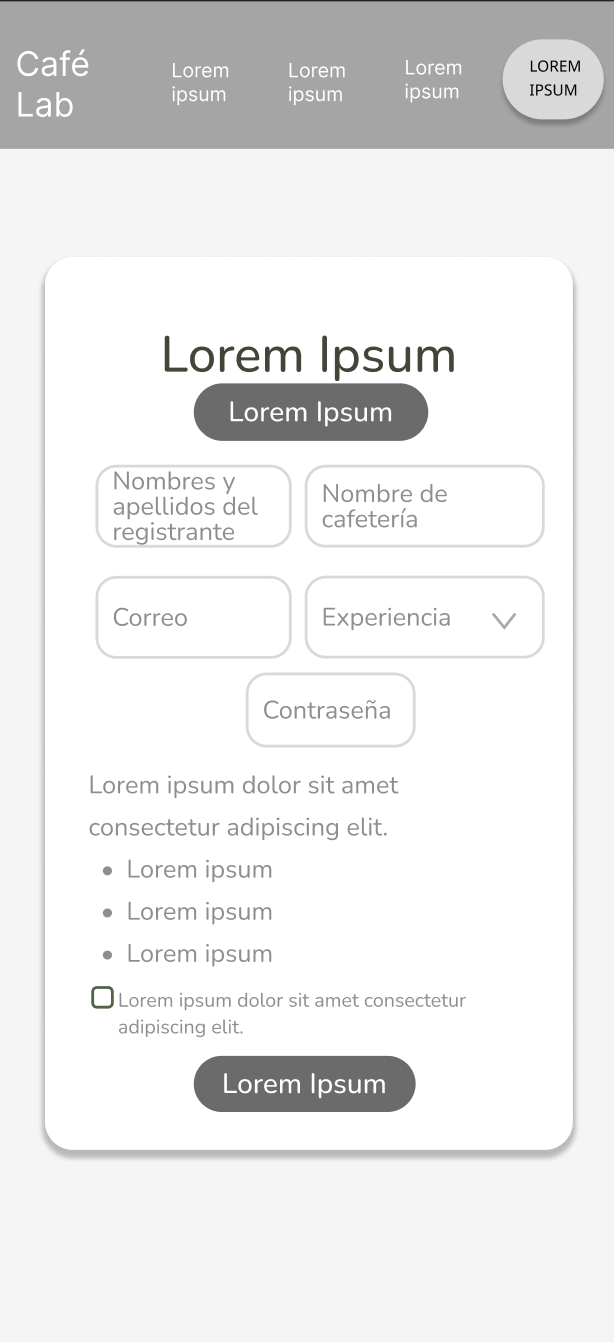 Café
Lab
Lorem
ipsum
Lorem
ipsum
Lorem
ipsum
LOREM
IPSUM
Lorem Ipsum
Lorem Ipsum
Nombres y
apellidos del
registrante
Nombre de
cafetería
Correo
Experiencia
Contraseña
Lorem ipsum dolor sit amet
consectetur adipiscing elit.
• Lorem ipsum
• Lorem ipsum
• Lorem ipsum
Lorem ipsum dolor sit amet consectetur
adipiscing elit.
Lorem Ipsum